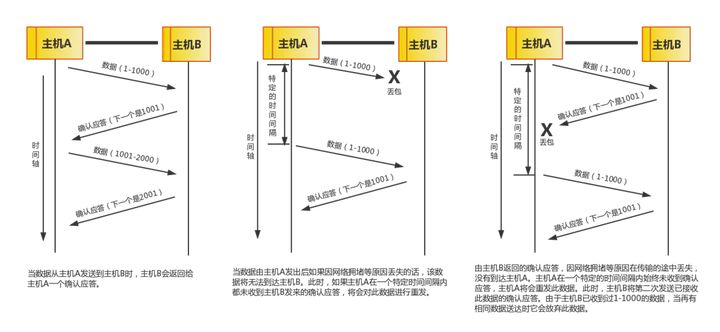 主机A
主机B
数据（1-1000）
确认应答（下一个是1001）
数据（1001-2000）
确认应答（下一个是2001）
时间轴
当数据从主机A发送到主机B时，主机B会返回给
主机A一个确认应答。
主机A
主机B
数据（1-1000）
X
丢包
特定的时间间隔
数据（1-1000）
确认应答（下一个是1001）
时间轴
当数据由主机A发出后如果因网络拥堵等原因丢失的话，该数
据将无法到达主机B。此时，如果主机A在一个特定时间间隔内
都未收到主机B发来的确认应答，将会对此数据进行重发。
主机A
主机B
数据（1-1000）
确认应答（下一个是1001）
X
丢包
特定的时间间隔
数据（1-1000）
确认应答（下一个是1001）
时间轴
由主机B返回的确认应答，因网络拥堵等原因在传输的途中丢失，
没有到达主机A。主机A在一个特定的时间间隔内始终未收到确认
应答，主机A将会重发此数据。此时，主机B将第二次发送已接收
此数据的确认应答。由于主机B已收到过1-1000的数据，当再有
相同数据送达时它会放弃此数据。